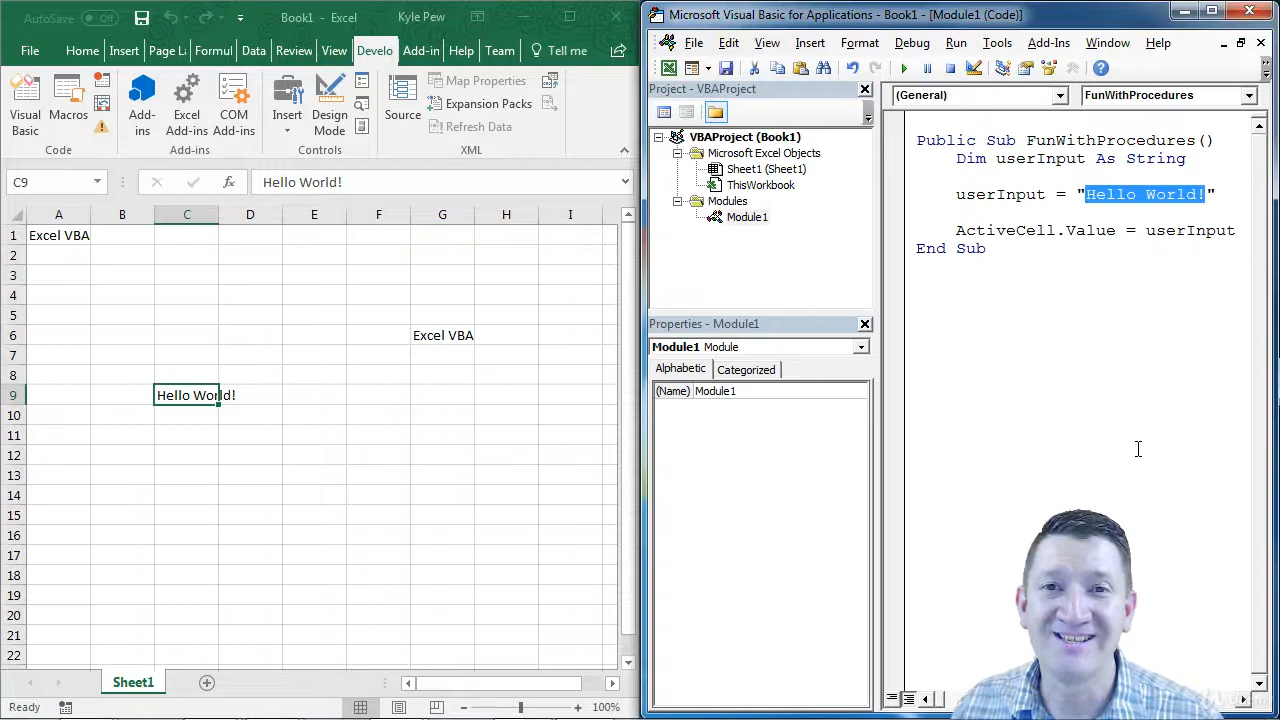 AutoSave Off Book1 - Excel Kyle Pew
File Home Insert Page L Formul Data Review View Develo Add-in Help Team Tell me
Visual Basic
Macros
Code
Add-ins
Excel Add-ins
COM Add-ins
Add-ins
Insert
Design Mode
Controls
Source
Map Properties
Expansion Packs
Refresh Data
XML
C9 fx Hello World!
A B C D E F G H I
1 Excel VBA
2
3
4
5
6 Excel VBA
7
8
9 Hello World!
10
11
12
13
14
15
16
17
18
19
20
21
22
Sheet1
Ready 100%
Microsoft Visual Basic for Applications - Book1 - [Module1 (Code)]
File Edit View Insert Format Debug Run Tools Add-Ins Window Help
Project - VBAProject
VBAProject (Book1)
Microsoft Excel Objects
Sheet1 (Sheet1)
ThisWorkbook
Modules
Module1
Properties - Module1
Module1 Module
Alphabetic Categorized
(Name) Module1
(General) FunWithProcedures
Public Sub FunWithProcedures()
Dim userInput As String
userInput = "Hello World!"
ActiveCell.Value = userInput
End Sub